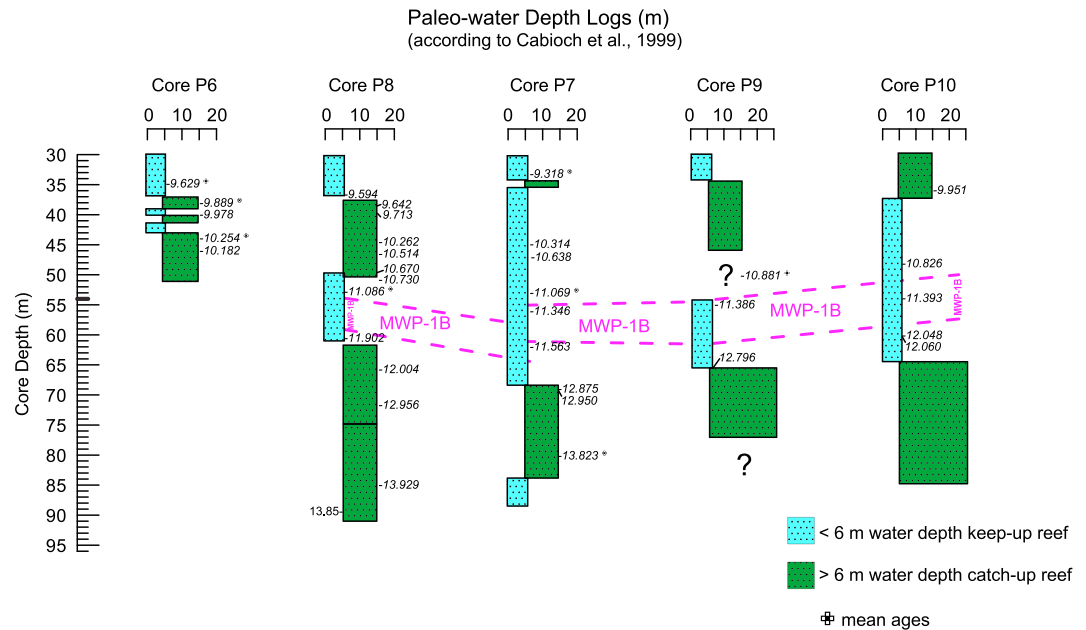 Paleo-water Depth Logs (m)
(according to Cabioch et al., 1999)
Core P6
Core P8
Core P7
Core P9
Core P10
0 10 20
0 10 20
0 10 20
0 10 20
0 10 20
Core Depth (m)
30
35
40
45
50
55
60
65
70
75
80
85
90
95
-9.629
-9.889
-9.978
-10.254
-10.182
-9.594
-9.642
-9.713
-10.262
-10.514
-10.670
-10.730
-11.086
MWP-1B
-11.902
-12.004
-12.956
-13.929
13.85-
MWP-1B
-9.318
-10.314
-10.638
-11.069
-11.346
-11.563
-12.875
12.950
-13.823
MWP-1B
?
-10.881
-11.386
12.796
?
MWP-1B
-9.951
-10.826
-11.393
12.048
12.060
MWP-1B
< 6 m water depth keep-up reef
> 6 m water depth catch-up reef
mean ages